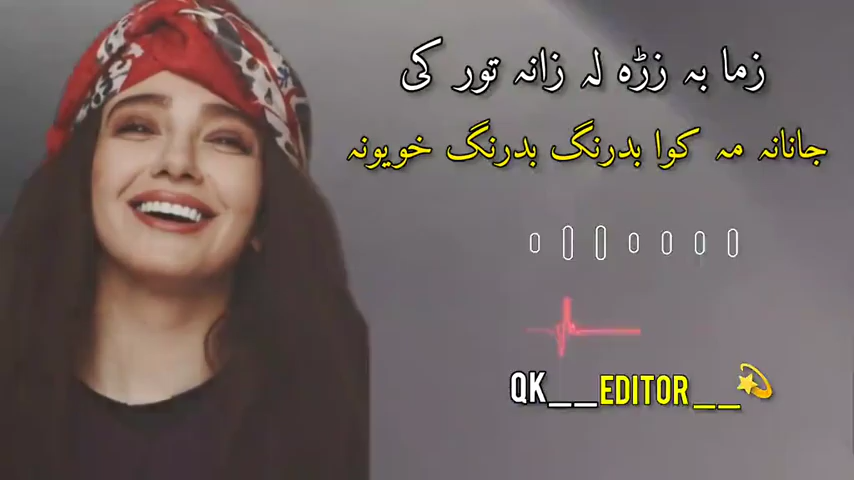 زما به زړه له زانه تور کی
جانانه مه کوا بدرنگ بدرنگ خویونه
QK__EDITOR__💫